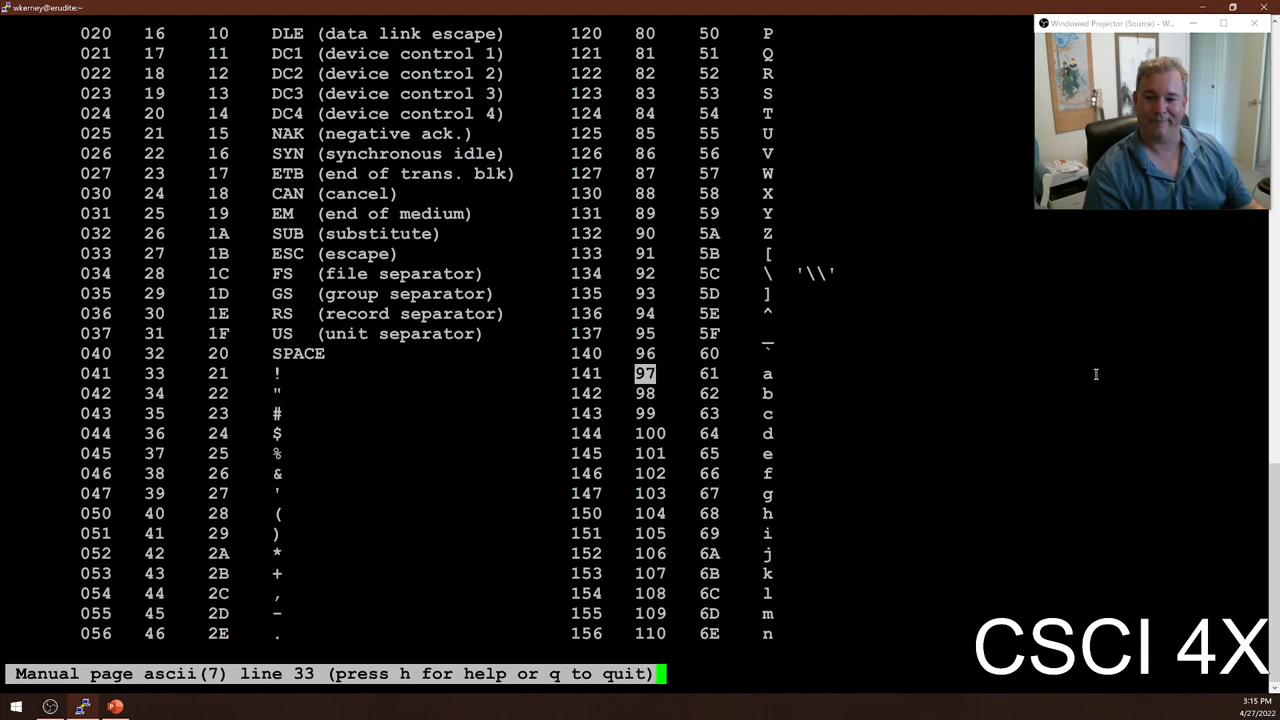 wkerney@erudite:~
Windowed Projector (Source) - W...
020 16 10 DLE (data link escape) 120 80 50 P
021 17 11 DC1 (device control 1) 121 81 51 Q
022 18 12 DC2 (device control 2) 122 82 52 R
023 19 13 DC3 (device control 3) 123 83 53 S
024 20 14 DC4 (device control 4) 124 84 54 T
025 21 15 NAK (negative ack.) 125 85 55 U
026 22 16 SYN (synchronous idle) 126 86 56 V
027 23 17 ETB (end of trans. blk) 127 87 57 W
030 24 18 CAN (cancel) 130 88 58 X
031 25 19 EM (end of medium) 131 89 59 Y
032 26 1A SUB (substitute) 132 90 5A Z
033 27 1B ESC (escape) 133 91 5B [
034 28 1C FS (file separator) 134 92 5C \ '\\'
035 29 1D GS (group separator) 135 93 5D ]
036 30 1E RS (record separator) 136 94 5E ^
037 31 1F US (unit separator) 137 95 5F _
040 32 20 SPACE 140 96 60 `
041 33 21 ! 141 97 61 a
042 34 22 " 142 98 62 b
043 35 23 # 143 99 63 c
044 36 24 $ 144 100 64 d
045 37 25 % 145 101 65 e
046 38 26 & 146 102 66 f
047 39 27 ' 147 103 67 g
050 40 28 ( 150 104 68 h
051 41 29 ) 151 105 69 i
052 42 2A * 152 106 6A j
053 43 2B + 153 107 6B k
054 44 2C , 154 108 6C l
055 45 2D - 155 109 6D m
056 46 2E . 156 110 6E n
CSCI 4X
Manual page ascii(7) line 33 (press h for help or q to quit)
3:15 PM
4/27/2022